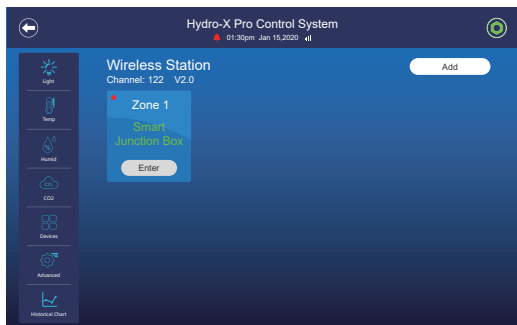 Hydro-X Pro Control System
01:30pm Jan 15,2020
Light
Temp
Humid
CO2
CO2
Devices
Advanced
Historical Chart
Wireless Station
Channel: 122 V2.0
Add
Zone 1
Smart
Junction Box
Enter